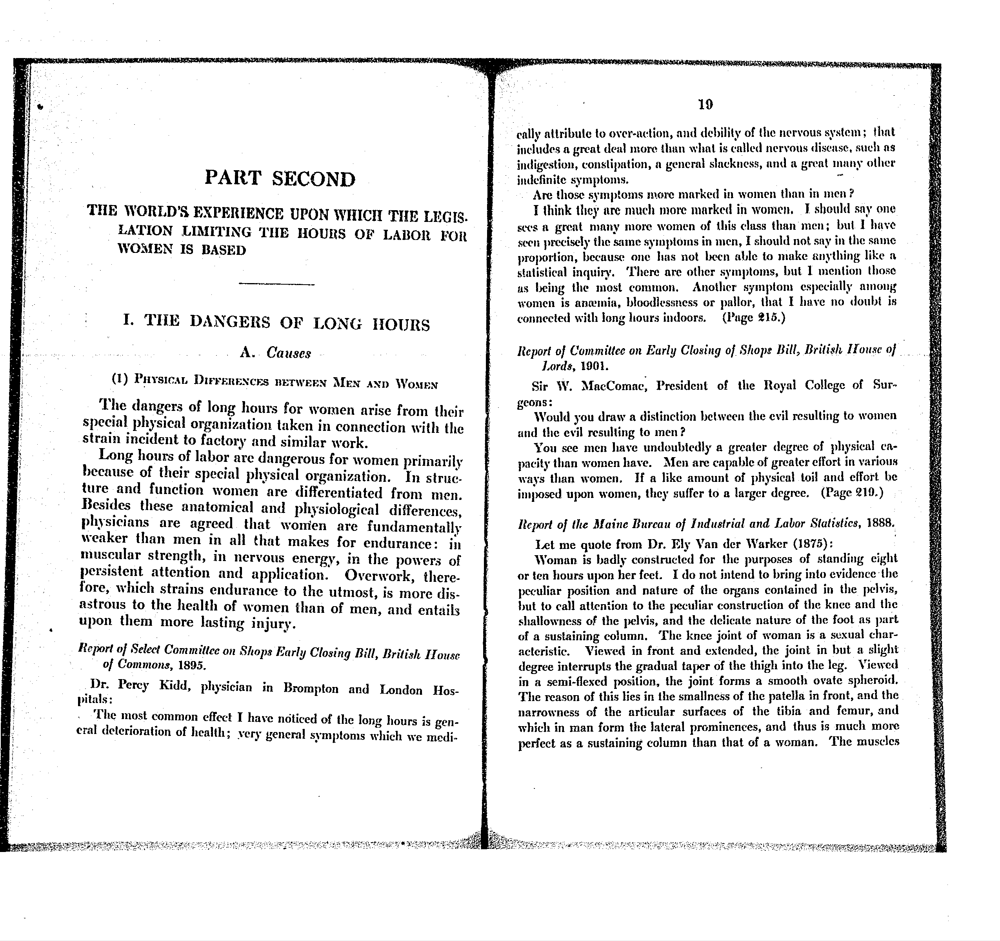 PART SECOND
THE WORLD'S EXPERIENCE UPON WHICH THE LEGIS-
LATION LIMITING THE HOURS OF LABOR FOR
WOMEN IS BASED
I. THE DANGERS OF LONG HOURS
A. Causes
(1) PHYSICAL DIFFERENCES BETWEEN MEN AND WOMEN
The dangers of long hours for women arise from their
special physical organization taken in connection with the
strain incident to factory and similar work.
Long hours of labor are dangerous for women primarily
because of their special physical organization. In struc-
ture and function women are differentiated from men.
Besides these anatomical and physiological differences,
physicians are agreed that women are fundamentally
weaker than men in all that makes for endurance: in
muscular strength, in nervous energy, in the powers of
persistent attention and application. Overwork, there-
fore, which strains endurance to the utmost, is more dis-
astrous to the health of women than of men, and entails
upon them more lasting injury.
Report of Select Committee on Shops Early Closing Bill, British House
of Commons, 1895.
Dr. Percy Kidd, physician in Brompton and London Hos-
pitals:
The most common effect I have noticed of the long hours is gen-
eral deterioration of health; very general symptoms which we medi-
19
cally attribute to over-action, and debility of the nervous system; that
includes a great deal more than what is called nervous disease, such as
indigestion, constipation, a general slackness, and a great many other
indefinite symptoms.
Are those symptoms more marked in women than in men?
I think they are much more marked in women. I should say one
sees a great many more women of this class than men; but I have
seen precisely the same symptoms in men, I should not say in the same
proportion, because one has not been able to make anything like a
statistical inquiry. There are other symptoms, but I mention those
as being the most common. Another symptom especially among
women is anæmia, bloodlessness or pallor, that I have no doubt is
connected with long hours indoors. (Page 215.)
Report of Committee on Early Closing of Shops Bill, British House of
Lords, 1901.
Sir W. MacComac, President of the Royal College of Sur-
geons:
Would you draw a distinction between the evil resulting to women
and the evil resulting to men?
You see men have undoubtedly a greater degree of physical ca-
pacity than women have. Men are capable of greater effort in various
ways than women. If a like amount of physical toil and effort be
imposed upon women, they suffer to a larger degree. (Page 219.)
Report of the Maine Bureau of Industrial and Labor Statistics, 1888.
Let me quote from Dr. Ely Van der Warker (1875):
Woman is badly constructed for the purposes of standing eight
or ten hours upon her feet. I do not intend to bring into evidence the
peculiar position and nature of the organs contained in the pelvis,
but to call attention to the peculiar construction of the knee and the
shallowness of the pelvis, and the delicate nature of the foot as part
of a sustaining column. The knee joint of woman is a sexual char-
acteristic. Viewed in front and extended, the joint in but a slight
degree interrupts the gradual taper of the thigh into the leg. Viewed
in a semi-flexed position, the joint forms a smooth ovate spheroid.
The reason of this lies in the smallness of the patella in front, and the
narrowness of the articular surfaces of the tibia and femur, and
which in man form the lateral prominences, and thus is much more
perfect as a sustaining column than that of a woman. The muscles